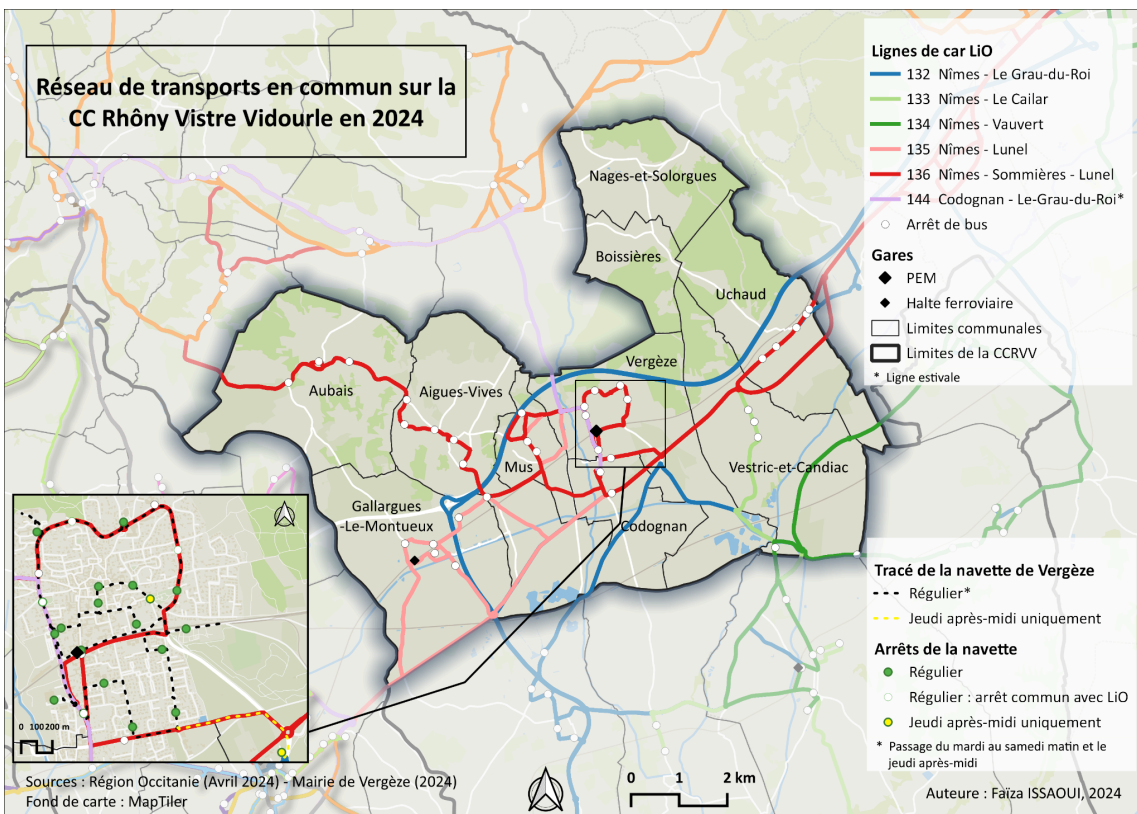 Réseau de transports en commun sur la
CC Rhôny Vistre Vidourle en 2024
Lignes de car LiO
132 Nîmes - Le Grau-du-Roi
133 Nîmes - Le Cailar
134 Nîmes - Vauvert
135 Nîmes - Lunel
136 Nîmes - Sommières - Lunel
144 Codognan - Le-Grau-du-Roi*
Arrêt de bus
Gares
PEM
Halte ferroviaire
Limites communales
Limites de la CCRVV
* Ligne estivale
Nages-et-Solorgues
Boissières
Uchaud
Vergèze
Aubais
Aigues-Vives
Mus
Vestric-et-Candiac
Gallargues
-Le-Montueux
Codognan
Tracé de la navette de Vergèze
Régulier*
Jeudi après-midi uniquement
Arrêts de la navette
Régulier
Régulier : arrêt commun avec LiO
Jeudi après-midi uniquement
* Passage du mardi au samedi matin et le
jeudi après-midi
0 100200 m
0 1 2 km
Sources : Région Occitanie (Avril 2024) - Mairie de Vergèze (2024)
Fond de carte : MapTiler
Auteure : Faïza ISSAOUI, 2024